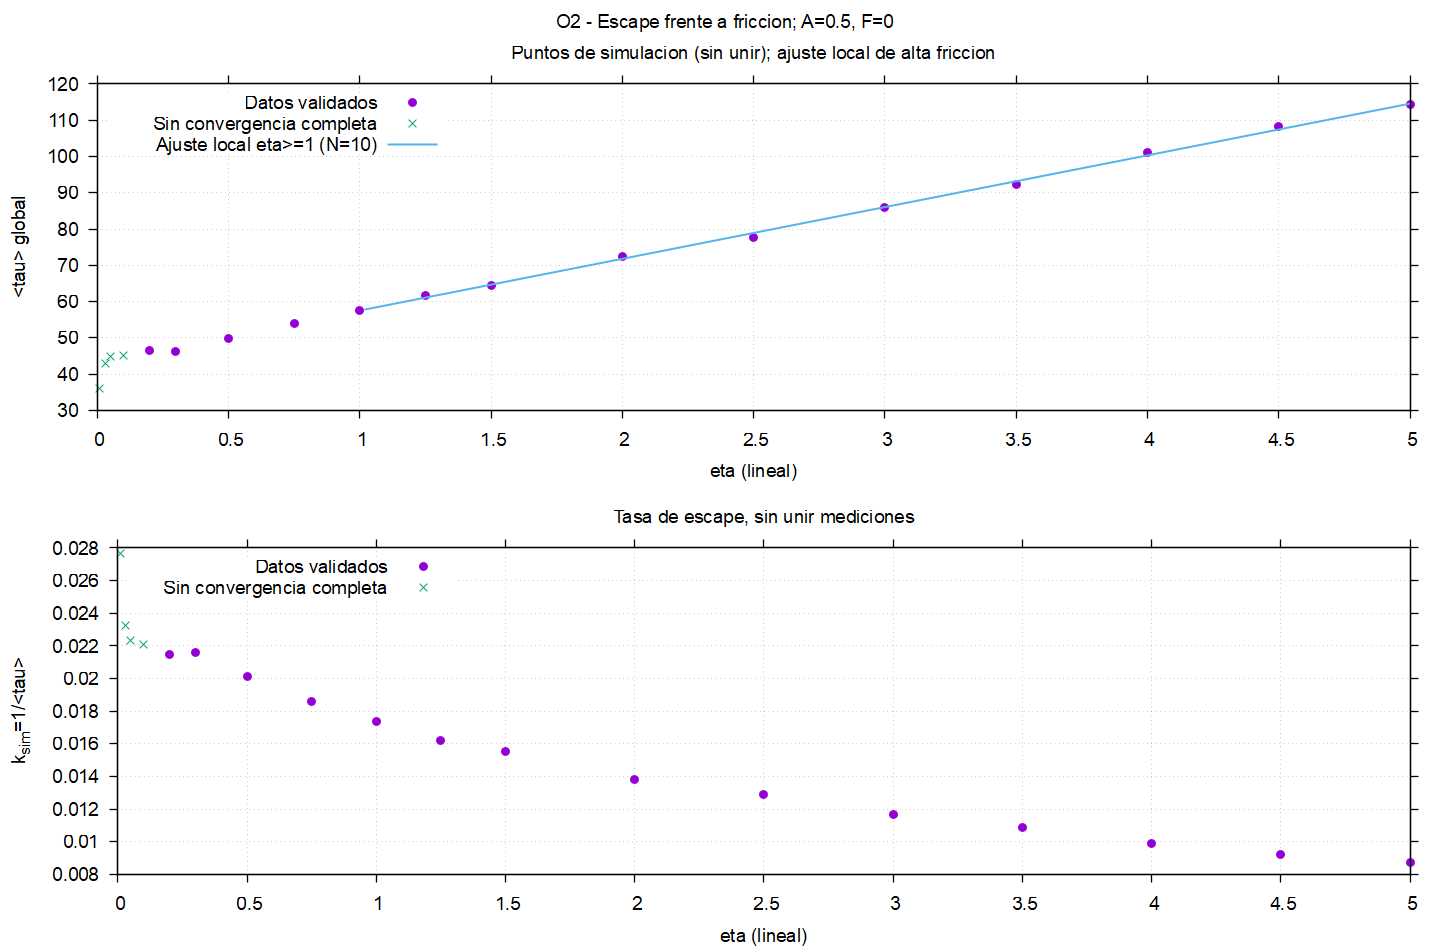 O2 - Escape frente a friccion; A=0.5, F=0
Puntos de simulacion (sin unir); ajuste local de alta friccion
120
110
100
90
80
70
60
50
40
30
<tau> global
Datos validados
Sin convergencia completa
Ajuste local eta>=1 (N=10)
0 0.5 1 1.5 2 2.5 3 3.5 4 4.5 5
eta (lineal)
Tasa de escape, sin unir mediciones
0.028
0.026
0.024
0.022
0.02
0.018
0.016
0.014
0.012
0.01
0.008
k_sim=1/<tau>
Datos validados
Sin convergencia completa
0 0.5 1 1.5 2 2.5 3 3.5 4 4.5 5
eta (lineal)